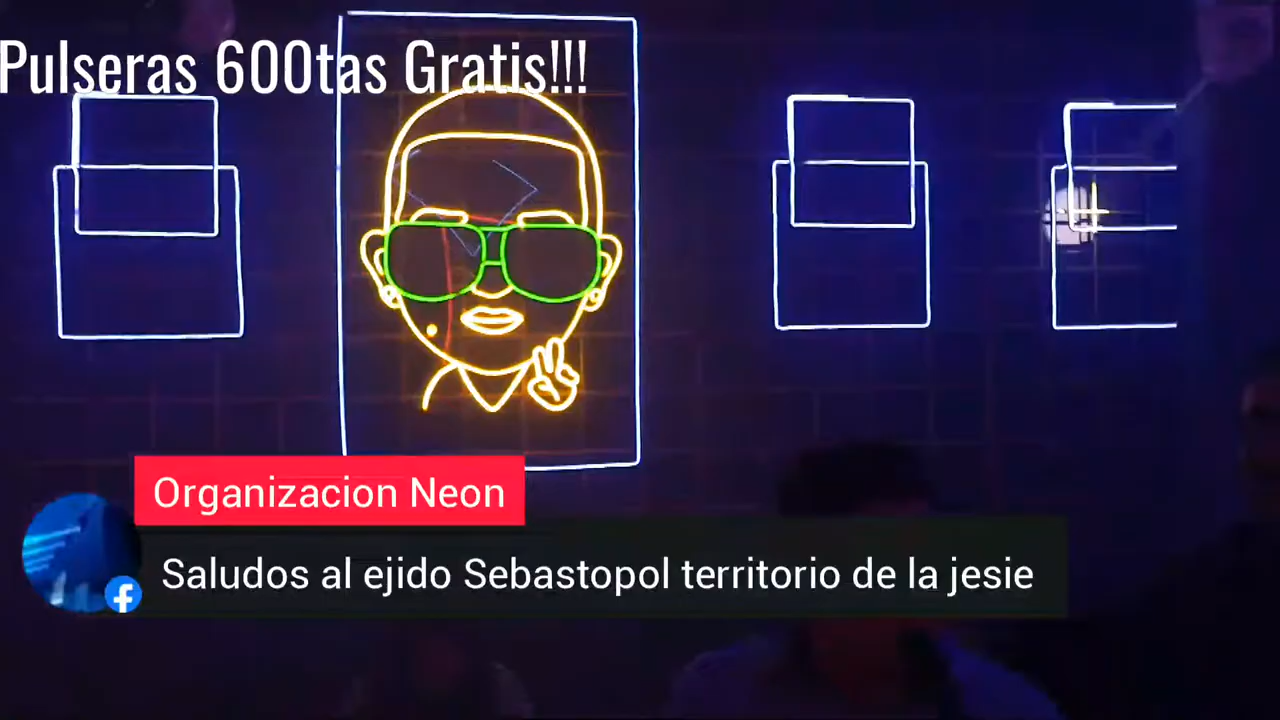 Pulseras 600tas Gratis!!!
Organizacion Neon
Saludos al ejido Sebastopol territorio de la jesie